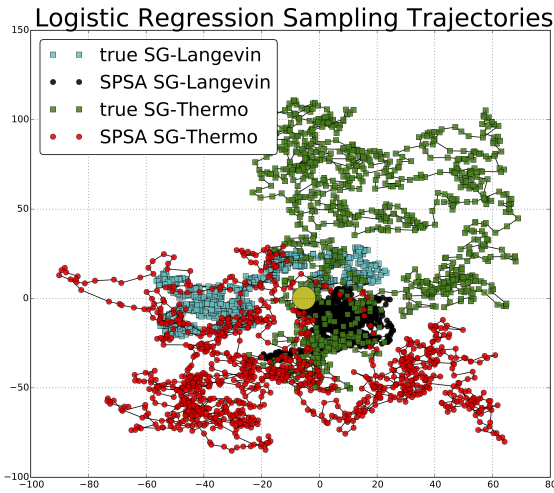 Logistic Regression Sampling Trajectories
150
true SG-Langevin
SPSA SG-Langevin
true SG-Thermo
SPSA SG-Thermo
100
50
0
−50
−100
−100 −80 −60 −40 −20 0 20 40 60 80